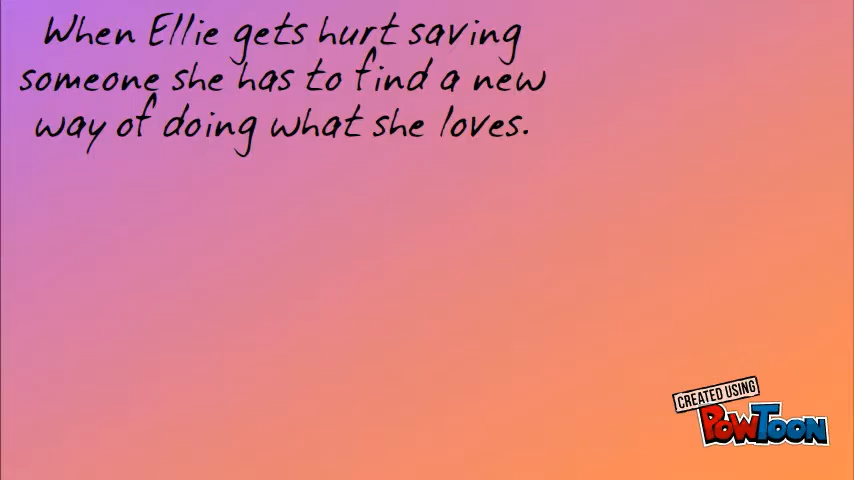 When Ellie gets hurt saving
someone she has to find a new
way of doing what she loves.
CREATED USING
POWTOON